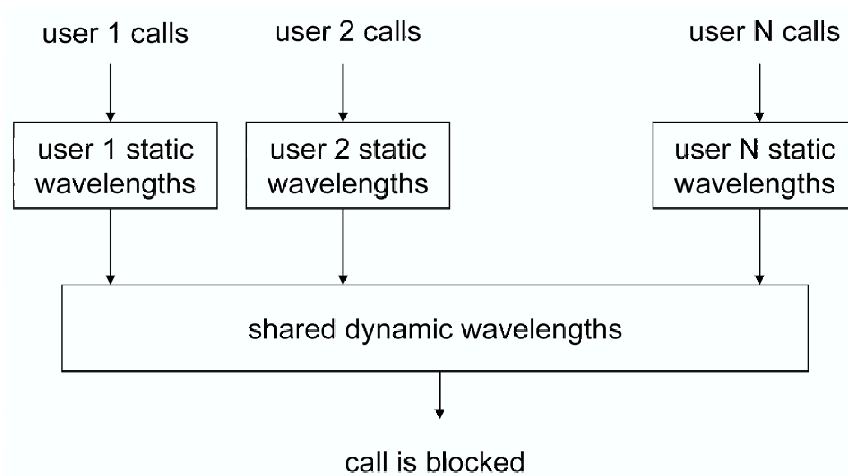 user 1 calls
user 2 calls
user N calls
user 1 static
wavelengths
user 2 static
wavelengths
user N static
wavelengths
shared dynamic wavelengths
call is blocked